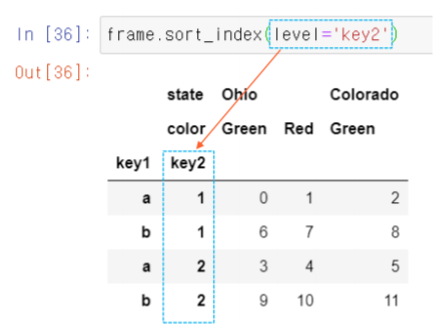 In [36]: frame.sort_index(level='key2')
Out[36]:
state Ohio Colorado
color Green Red Green
key1 key2
a 1 0 1 2
b 1 6 7 8
a 2 3 4 5
b 2 9 10 11